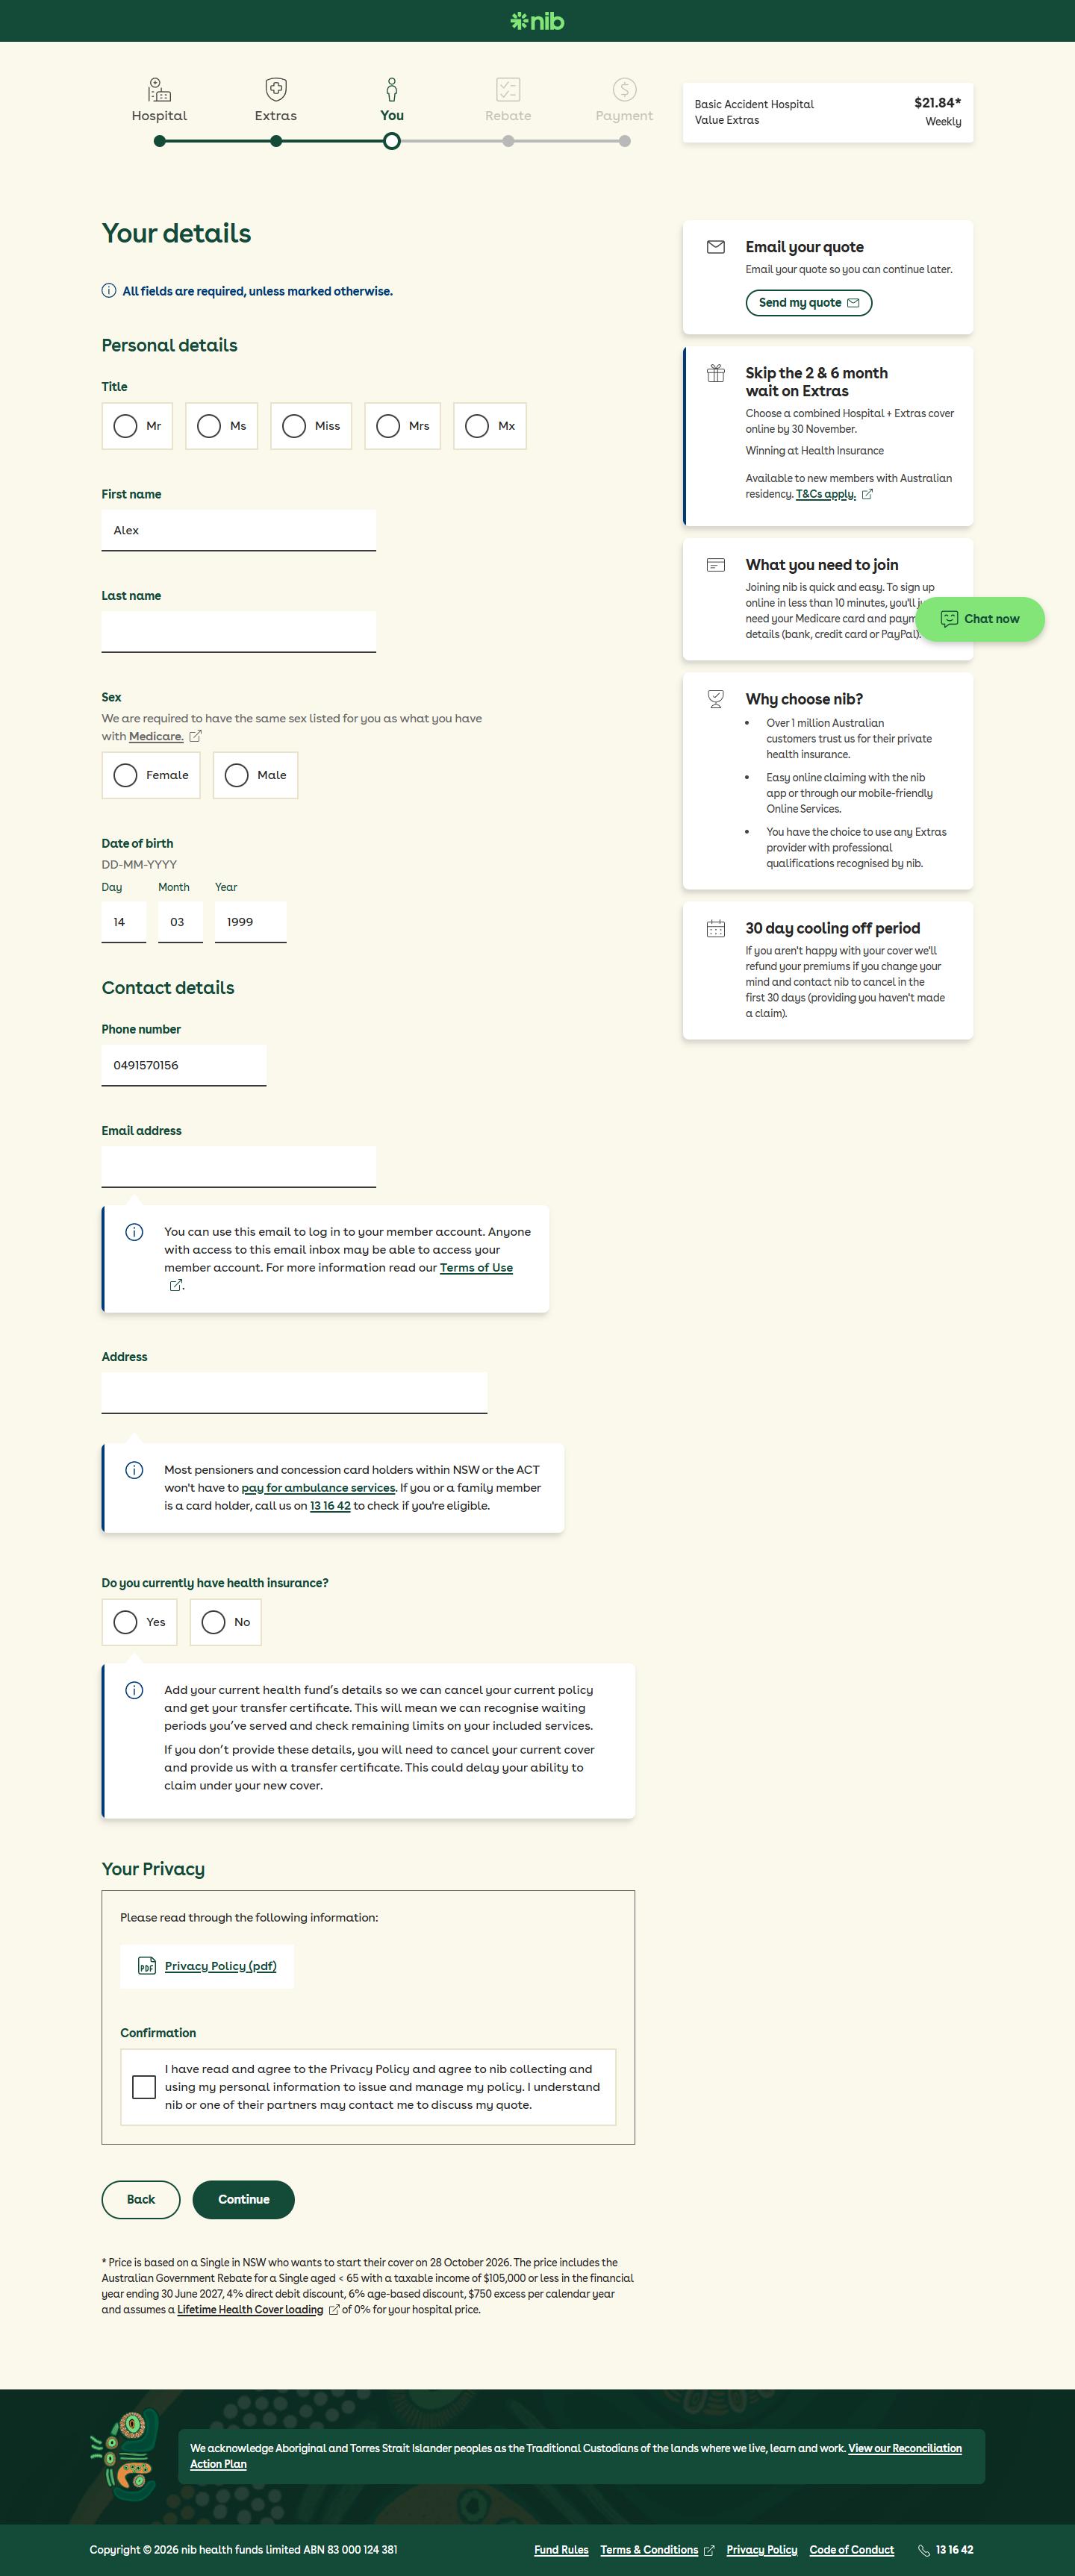 nib
Hospital
Extras
You
Rebate
Payment
Basic Accident Hospital
Value Extras
$21.84*
Weekly
Your details
All fields are required, unless marked otherwise.
Personal details
Title
Mr
Ms
Miss
Mrs
Mx
First name
Alex
Last name
Sex
We are required to have the same sex listed for you as what you have
with Medicare.
Female
Male
Date of birth
DD-MM-YYYY
Day
Month
Year
14
03
1999
Contact details
Phone number
0491570156
Email address
You can use this email to log in to your member account. Anyone
with access to this email inbox may be able to access your
member account. For more information read our Terms of Use
.
Address
Most pensioners and concession card holders within NSW or the ACT
won't have to pay for ambulance services. If you or a family member
is a card holder, call us on 13 16 42 to check if you're eligible.
Do you currently have health insurance?
Yes
No
Add your current health fund’s details so we can cancel your current policy
and get your transfer certificate. This will mean we can recognise waiting
periods you’ve served and check remaining limits on your included services.
If you don’t provide these details, you will need to cancel your current cover
and provide us with a transfer certificate. This could delay your ability to
claim under your new cover.
Your Privacy
Please read through the following information:
PDF
Privacy Policy (pdf)
Confirmation
I have read and agree to the Privacy Policy and agree to nib collecting and
using my personal information to issue and manage my policy. I understand
nib or one of their partners may contact me to discuss my quote.
Back
Continue
* Price is based on a Single in NSW who wants to start their cover on 28 October 2026. The price includes the
Australian Government Rebate for a Single aged < 65 with a taxable income of $105,000 or less in the financial
year ending 30 June 2027, 4% direct debit discount, 6% age-based discount, $750 excess per calendar year
and assumes a Lifetime Health Cover loading of 0% for your hospital price.
Email your quote
Email your quote so you can continue later.
Send my quote
Skip the 2 & 6 month
wait on Extras
Choose a combined Hospital + Extras cover
online by 30 November.
Winning at Health Insurance
Available to new members with Australian
residency. T&Cs apply.
What you need to join
Joining nib is quick and easy. To sign up
online in less than 10 minutes, you'll
need your Medicare card and
details (bank, credit card or PayPal).
Chat now
Why choose nib?
Over 1 million Australian
customers trust us for their private
health insurance.
Easy online claiming with the nib
app or through our mobile-friendly
Online Services.
You have the choice to use any Extras
provider with professional
qualifications recognised by nib.
30 day cooling off period
If you aren't happy with your cover we'll
refund your premiums if you change your
mind and contact nib to cancel in the
first 30 days (providing you haven't made
a claim).
We acknowledge Aboriginal and Torres Strait Islander peoples as the Traditional Custodians of the lands where we live, learn and work. View our Reconciliation
Action Plan
Copyright © 2026 nib health funds limited ABN 83 000 124 381
Fund Rules
Terms & Conditions
Privacy Policy
Code of Conduct
13 16 42